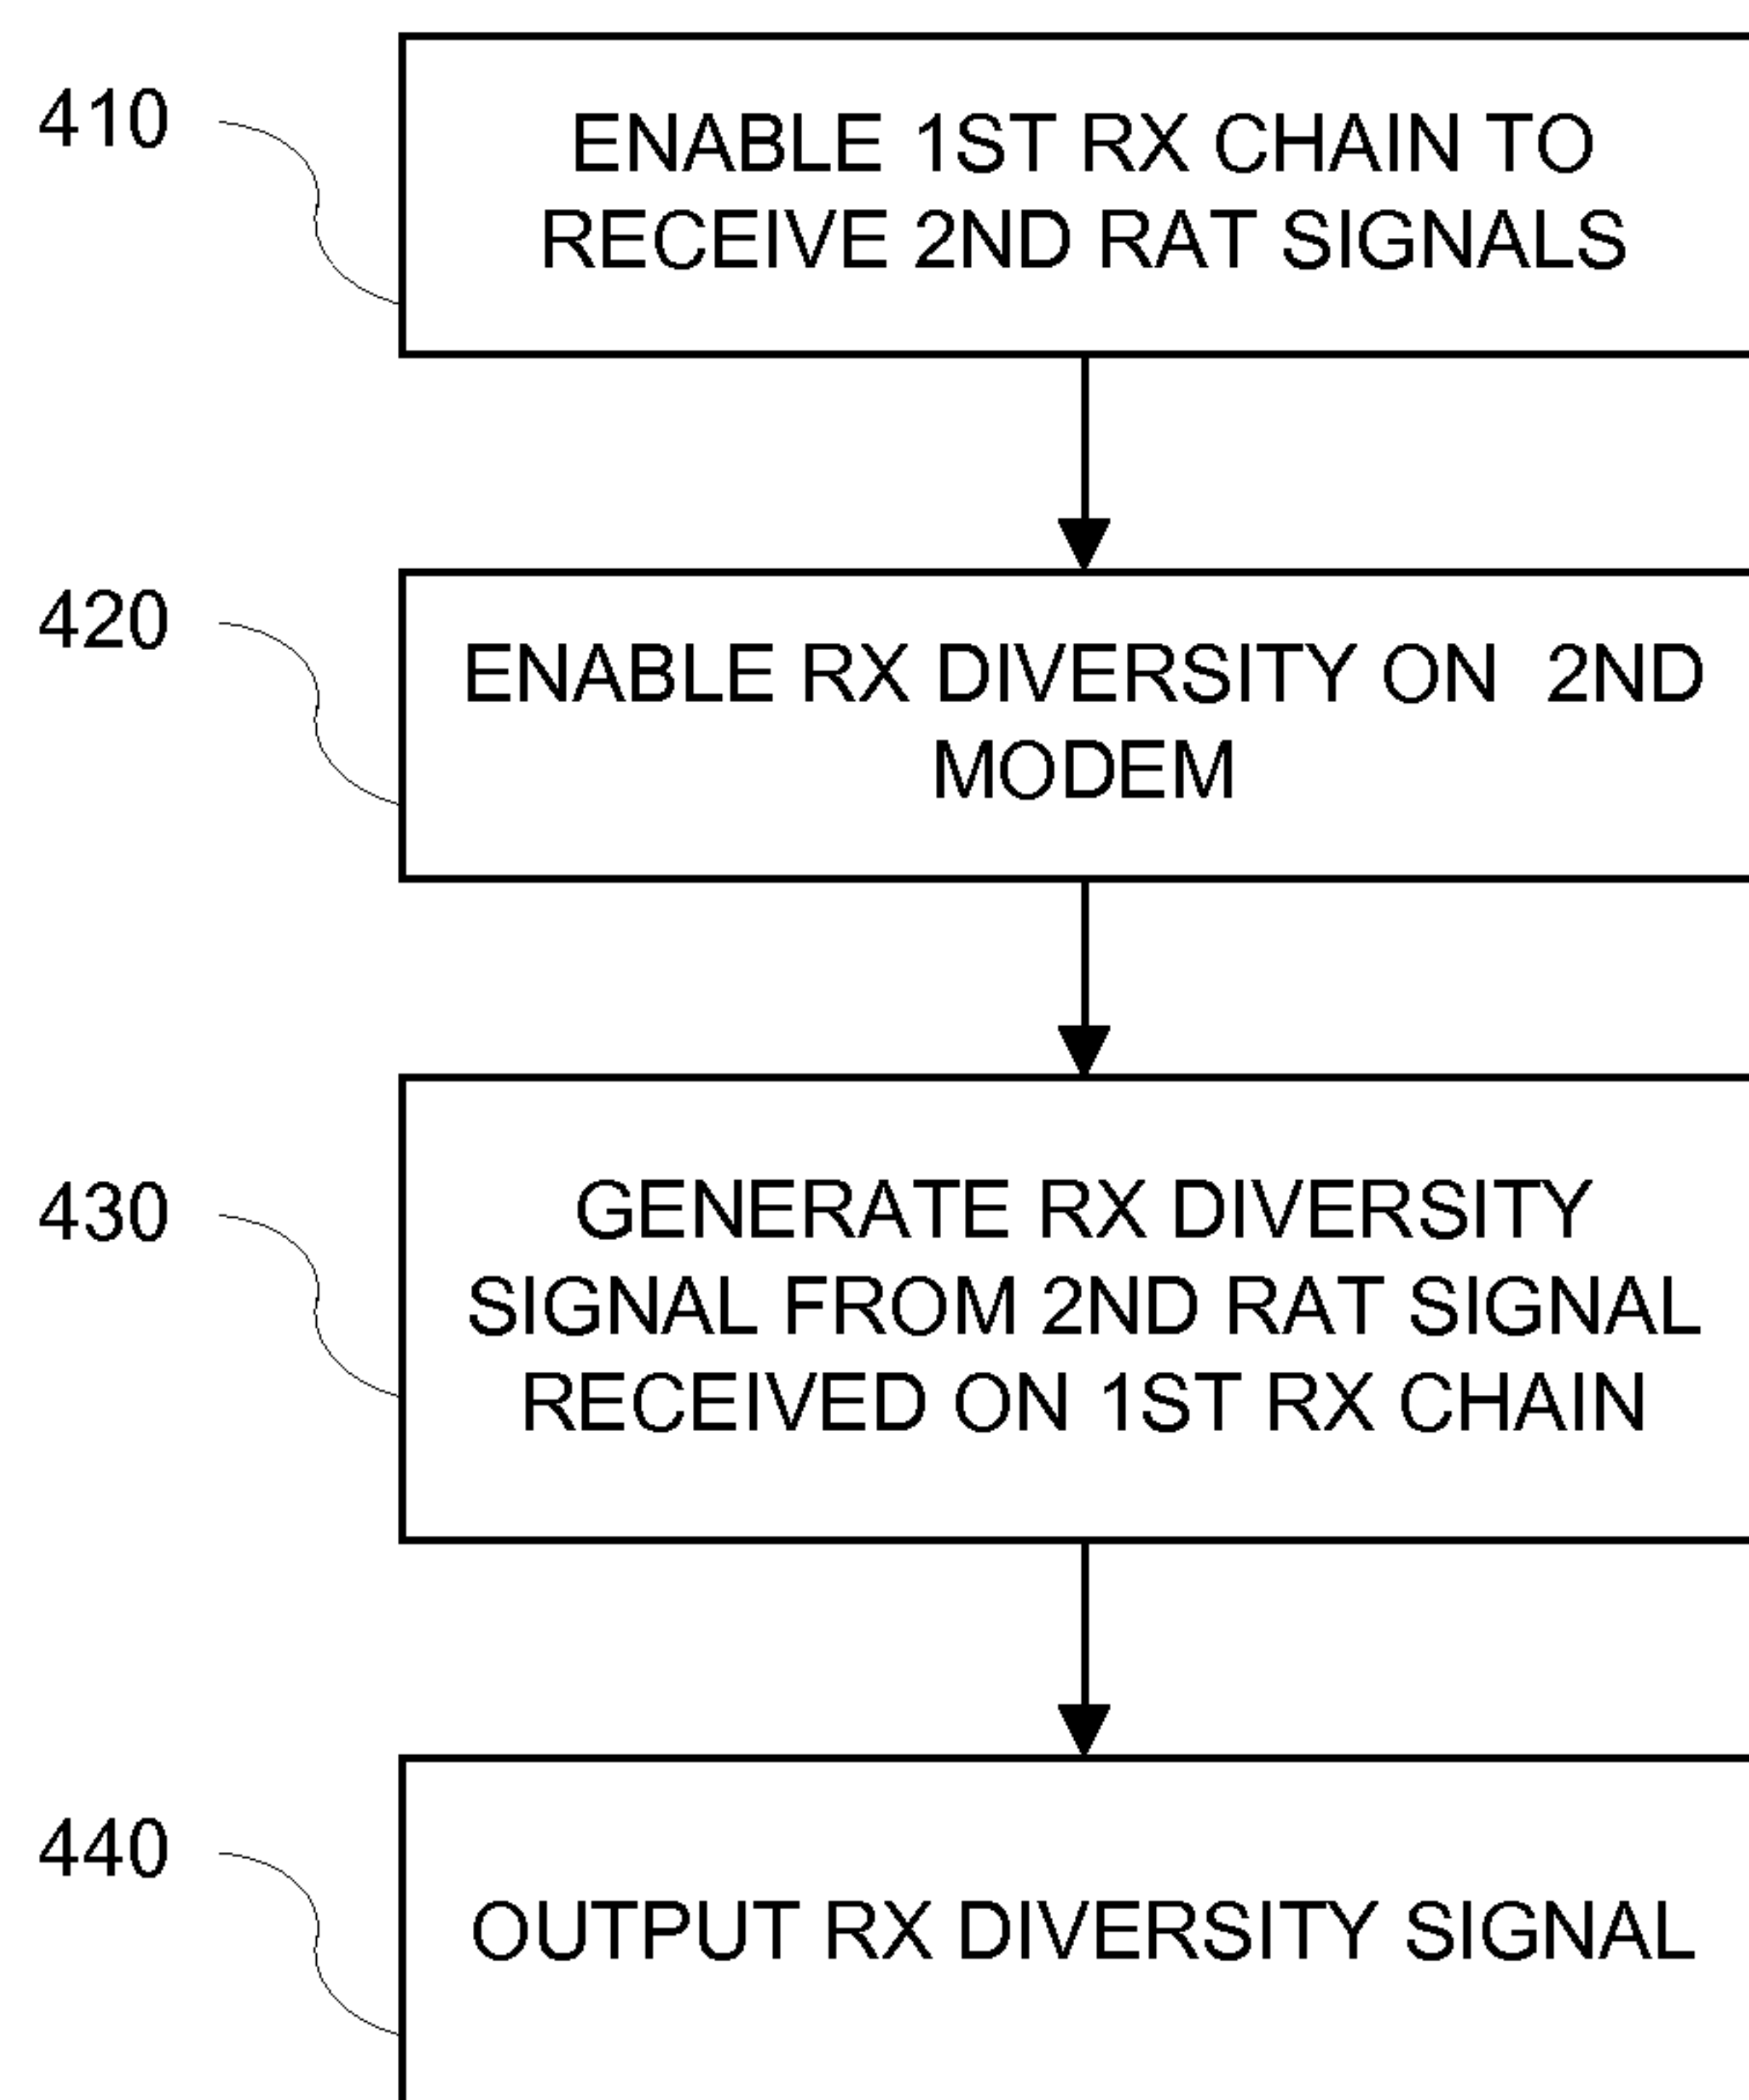 410
ENABLE 1ST RX CHAIN TO
RECEIVE 2ND RAT SIGNALS
420
ENABLE RX DIVERSITY ON 2ND
MODEM
430
GENERATE RX DIVERSITY
SIGNAL FROM 2ND RAT SIGNAL
RECEIVED ON 1ST RX CHAIN
440
OUTPUT RX DIVERSITY SIGNAL